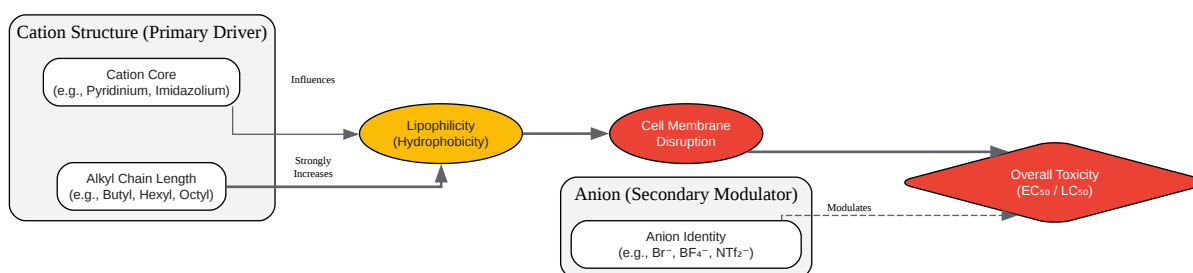 Cation Structure (Primary Driver)
Cation Core
(e.g., Pyridinium, Imidazolium)
Influences
Alkyl Chain Length
(e.g., Butyl, Hexyl, Octyl)
Strongly
Increases
Lipophilicity
(Hydrophobicity)
Cell Membrane
Disruption
Anion (Secondary Modulator)
Anion Identity
(e.g., Br⁻, BF₄⁻, NTf₂⁻)
Modulates
Overall Toxicity
(EC₅₀ / LC₅₀)